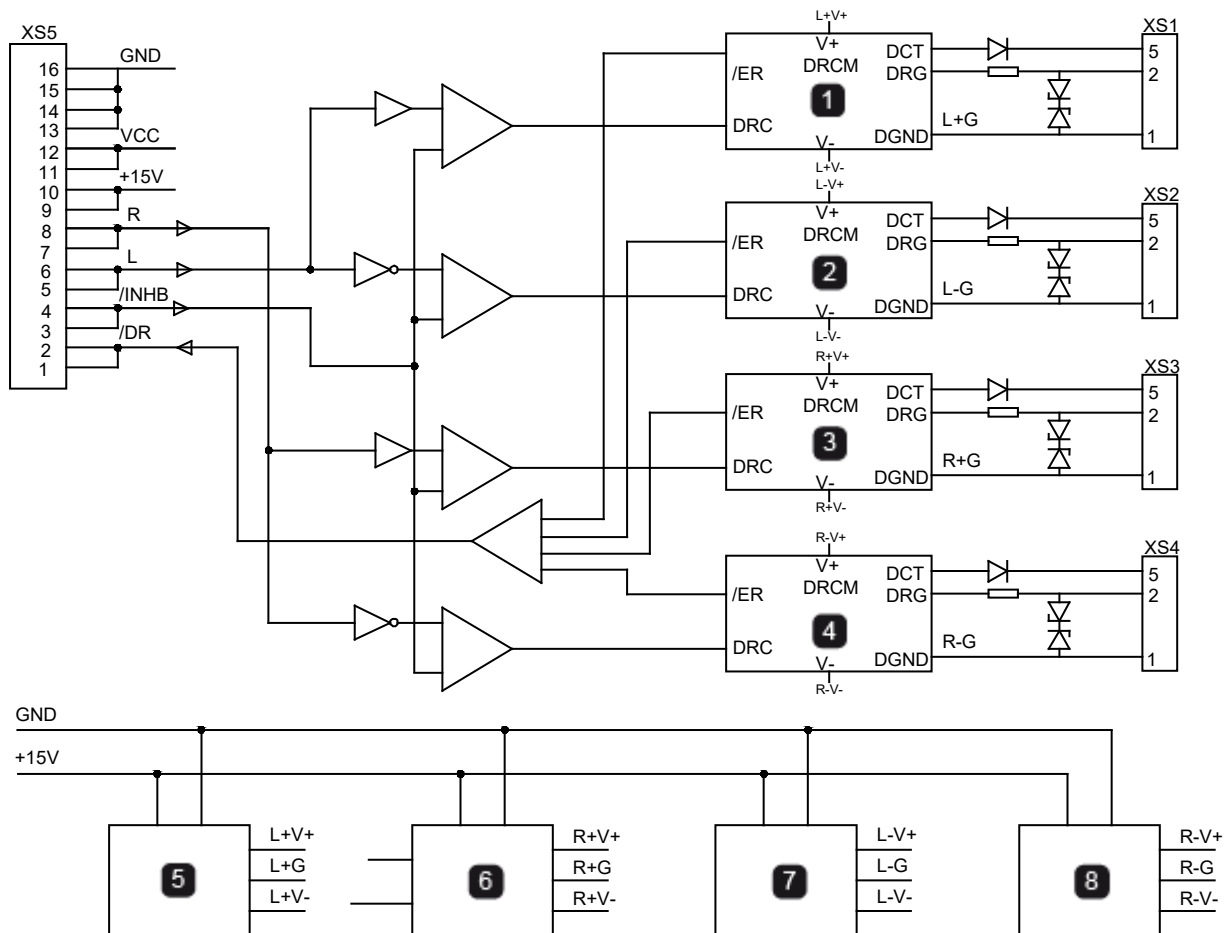 XS5
16
15
14
13
12
11
10
9
8
7
6
5
4
3
2
1
GND
VCC
+15V
R
L
/INHB
/DR
L+V+
V+
DRCM
/ER
1
DRC
V-
L+V-
DCT
DRG
DGND
L+G
XS1
5
2
1
L-V+
V+
DRCM
/ER
2
DRC
V-
L-V-
DCT
DRG
DGND
L-G
XS2
5
2
1
R+V+
V+
DRCM
/ER
3
DRC
V-
R+V-
DCT
DRG
DGND
R+G
XS3
5
2
1
R-V+
V+
DRCM
/ER
4
DRC
V-
R-V-
DCT
DRG
DGND
R-G
XS4
5
2
1
GND
+15V
5
L+V+
L+G
L+V-
6
R+V+
R+G
R+V-
7
L-V+
L-G
L-V-
8
R-V+
R-G
R-V-